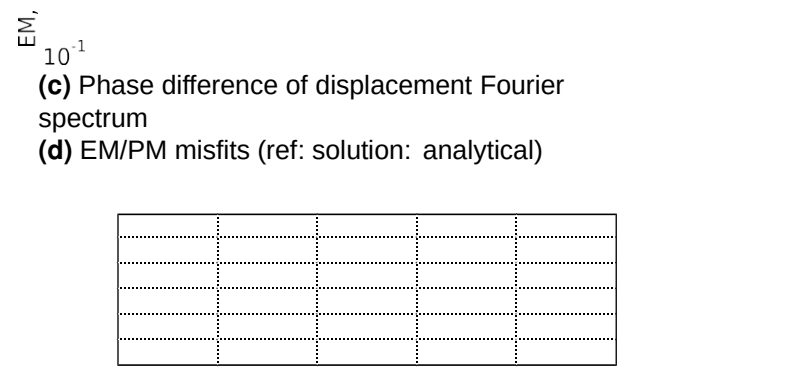 EM,
10-1
(c) Phase difference of displacement Fourier
spectrum
(d) EM/PM misfits (ref: solution: analytical)